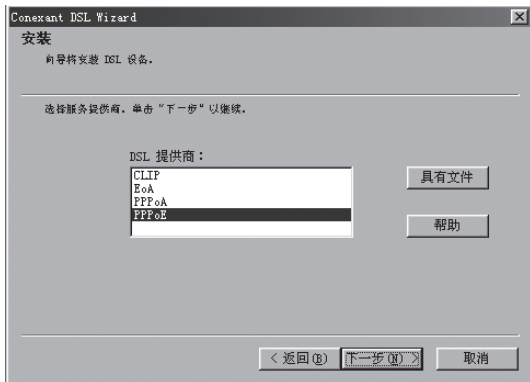 Conexant DSL Wizard
安装
向导将安装 DSL 设备.
选择服务提供商. 单击“下一步”以继续.
DSL 提供商：
CLIP
EoA
PPPoA
PPPoE
具有文件
帮助
< 返回(B)
下一步(N) >
取消